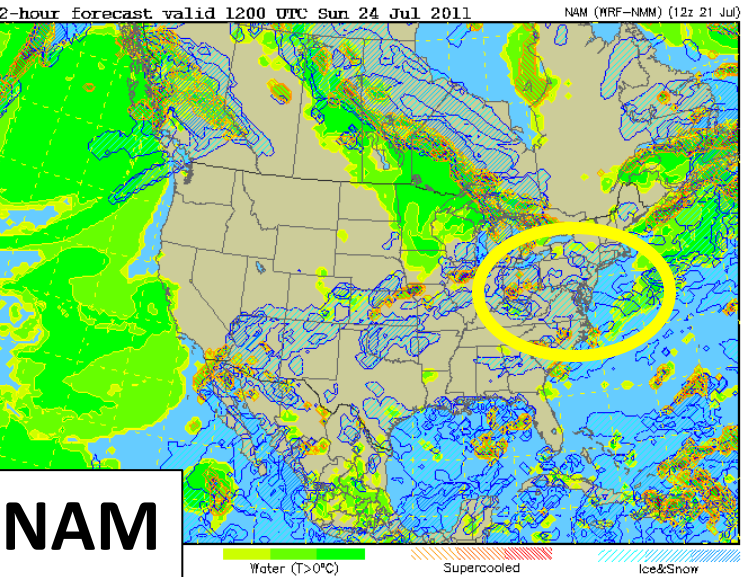 2-hour forecast valid 1200 UTC Sun 24 Jul 2011
NAM (WRF-NMM) (12z 21 Jul)
NAM
Water (T>0°C)
Supercooled
Ice&Snow